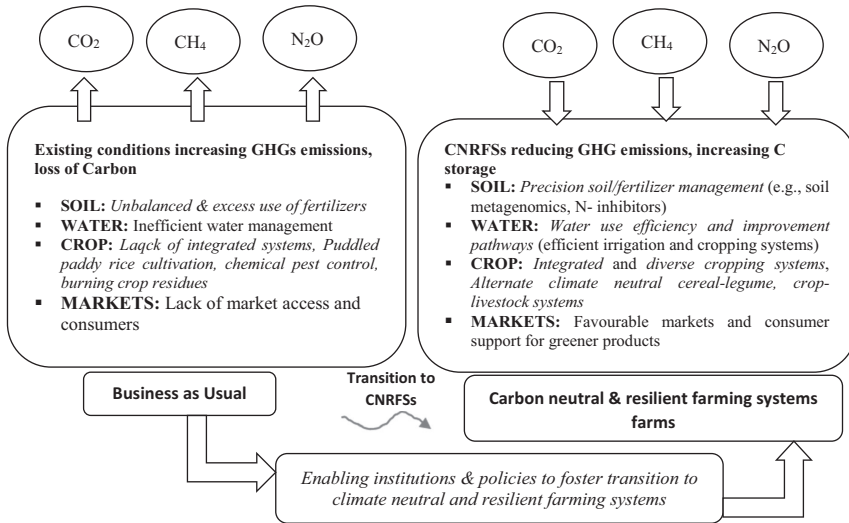 CO₂
CH₄
N₂O
Existing conditions increasing GHGs emissions,
loss of Carbon
▪ SOIL: Unbalanced & excess use of fertilizers
▪ WATER: Inefficient water management
▪ CROP: Laqck of integrated systems, Puddled
paddy rice cultivation, chemical pest control,
burning crop residues
▪ MARKETS: Lack of market access and
consumers
Business as Usual
Transition to
CNRFSs
CO₂
CH₄
N₂O
CNRFSs reducing GHG emissions, increasing C
storage
▪ SOIL: Precision soil/fertilizer management (e.g., soil
metagenomics, N- inhibitors)
▪ WATER: Water use efficiency and improvement
pathways (efficient irrigation and cropping systems)
▪ CROP: Integrated and diverse cropping systems,
Alternate climate neutral cereal-legume, crop-
livestock systems
▪ MARKETS: Favourable markets and consumer
support for greener products
Carbon neutral & resilient farming systems
farms
Enabling institutions & policies to foster transition to
climate neutral and resilient farming systems